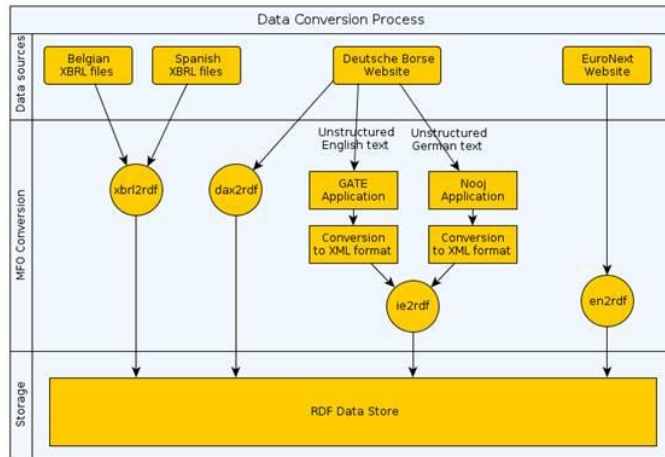 Data Conversion Process
Data sources
Belgian
XBRL files
Spanish
XBRL files
Deutsche Borse
Website
EuroNext
Website
MFO Conversion
Unstructured
English text
Unstructured
German text
xbrl2rdf
dax2rdf
GATE
Application
Nooj
Application
Conversion
to XML format
Conversion
to XML format
ie2rdf
en2rdf
Storage
RDF Data Store